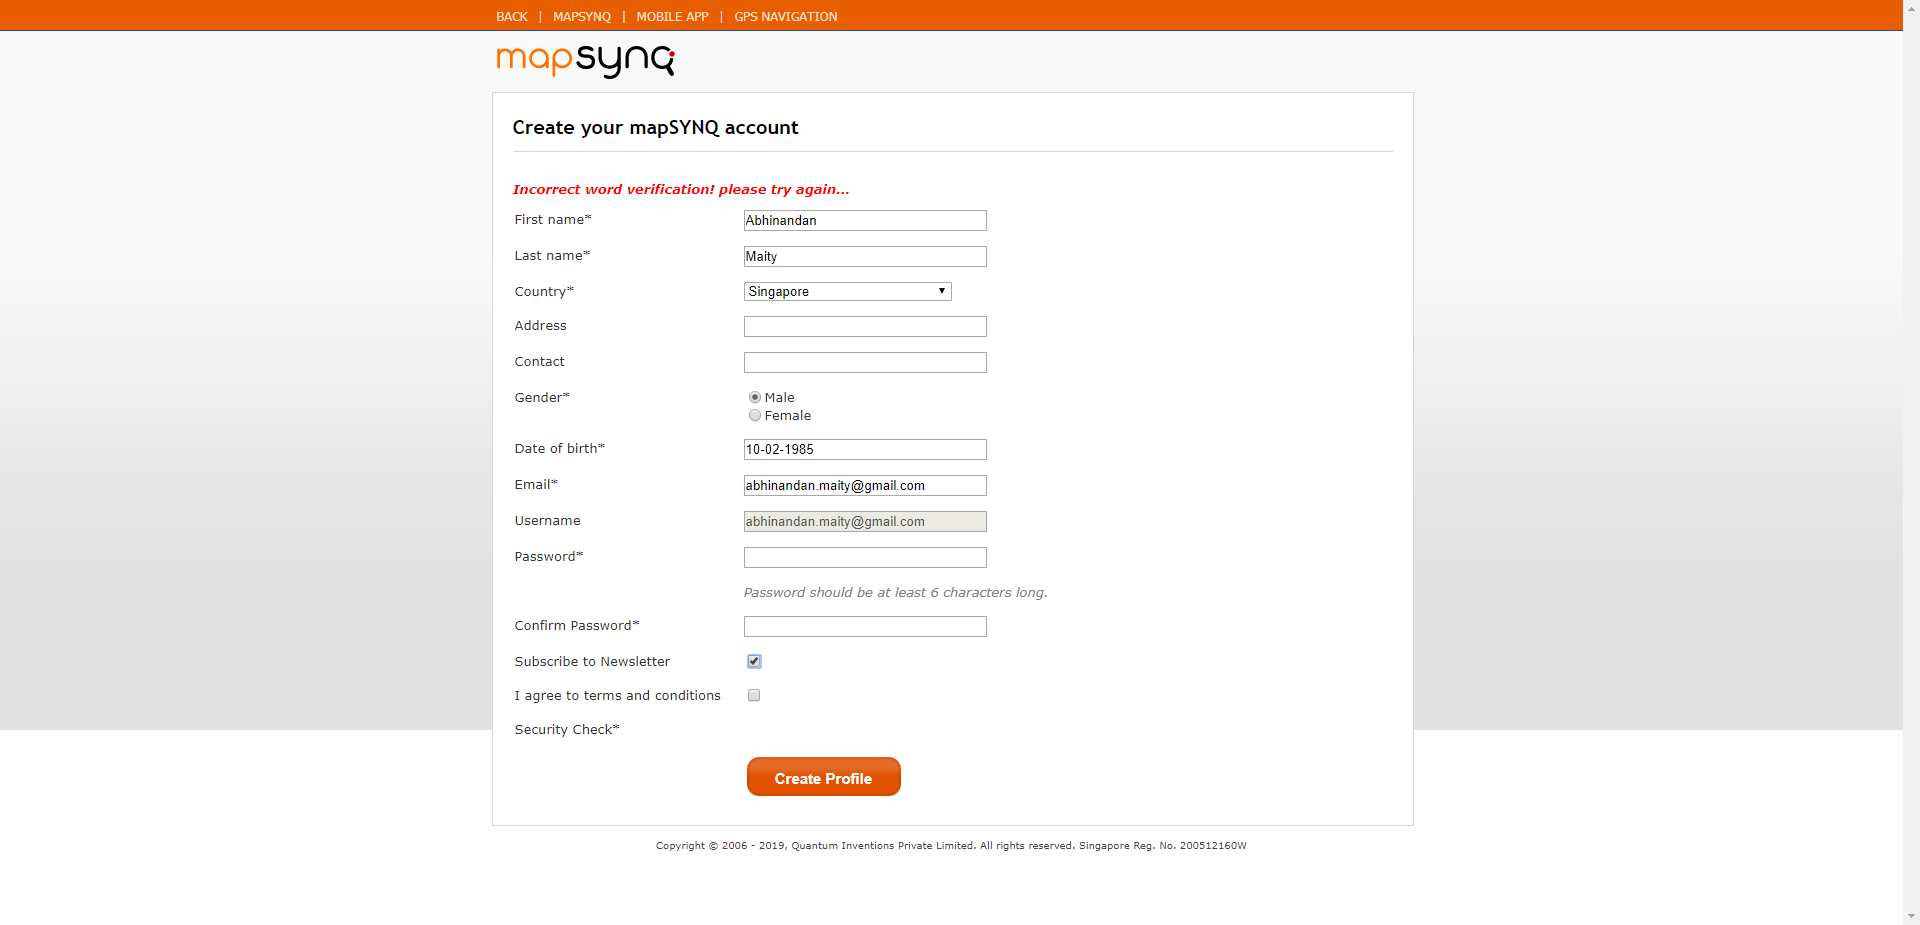 BACK | MAPSYNQ | MOBILE APP | GPS NAVIGATION
mapsynq
Create your mapSYNQ account
Incorrect word verification! please try again...
First name* Abhinandan
Last name* Maity
Country* Singapore
Address
Contact
Gender* Male
Female
Date of birth* 10-02-1985
Email* abhinandan.maity@gmail.com
Username abhinandan.maity@gmail.com
Password*
Password should be at least 6 characters long.
Confirm Password*
Subscribe to Newsletter
I agree to terms and conditions
Security Check*
Create Profile
Copyright © 2006 - 2019, Quantum Inventions Private Limited. All rights reserved. Singapore Reg. No. 200512160W